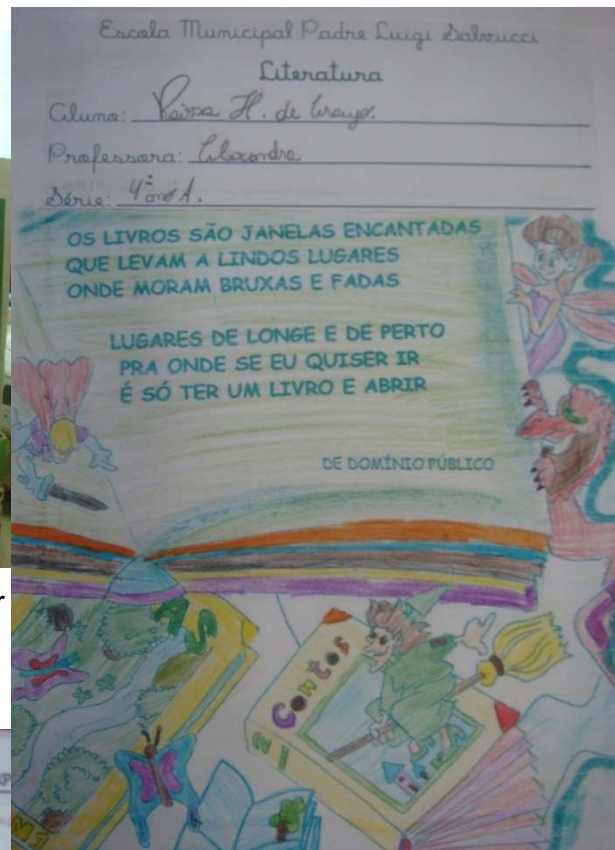 Escola Municipal Padre Luigi Salvucci
Literatura
Aluno: H. de Araujo.
Professora: Alexandra
Série: 4º ano A.
OS LIVROS SÃO JANELAS ENCANTADAS
QUE LEVAM A LINDOS LUGARES
ONDE MORAM BRUXAS E FADAS
LUGARES DE LONGE E DE PERTO
PRA ONDE SE EU QUISER IR
É SÓ TER UM LIVRO E ABRIR
DE DOMÍNIO PÚBLICO
AS
Contos